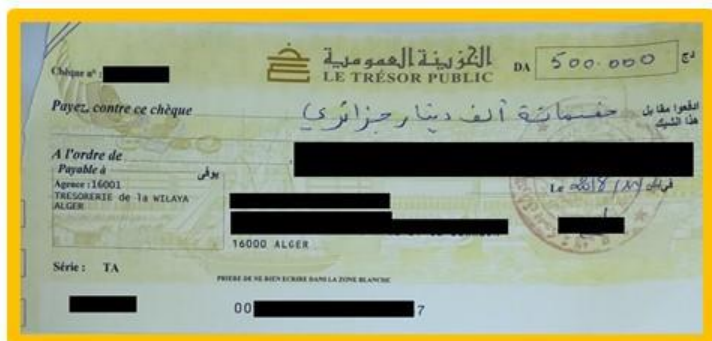 الخزينة العمومية
LE TRÉSOR PUBLIC
DA 500.000 دج
Chèque n° :
Payez, contre ce chèque
خمسمائة ألف دينار جزائري
ادفعوا مقابل
هذا الشيك
A l'ordre de
Payable à
يوفى
Agence :16001
TRESORERIE de la WILAYA
ALGER
Le
في
16000 ALGER
Série : TA
PRIERE DE NE RIEN ECRIRE DANS LA ZONE BLANCHE
00 7